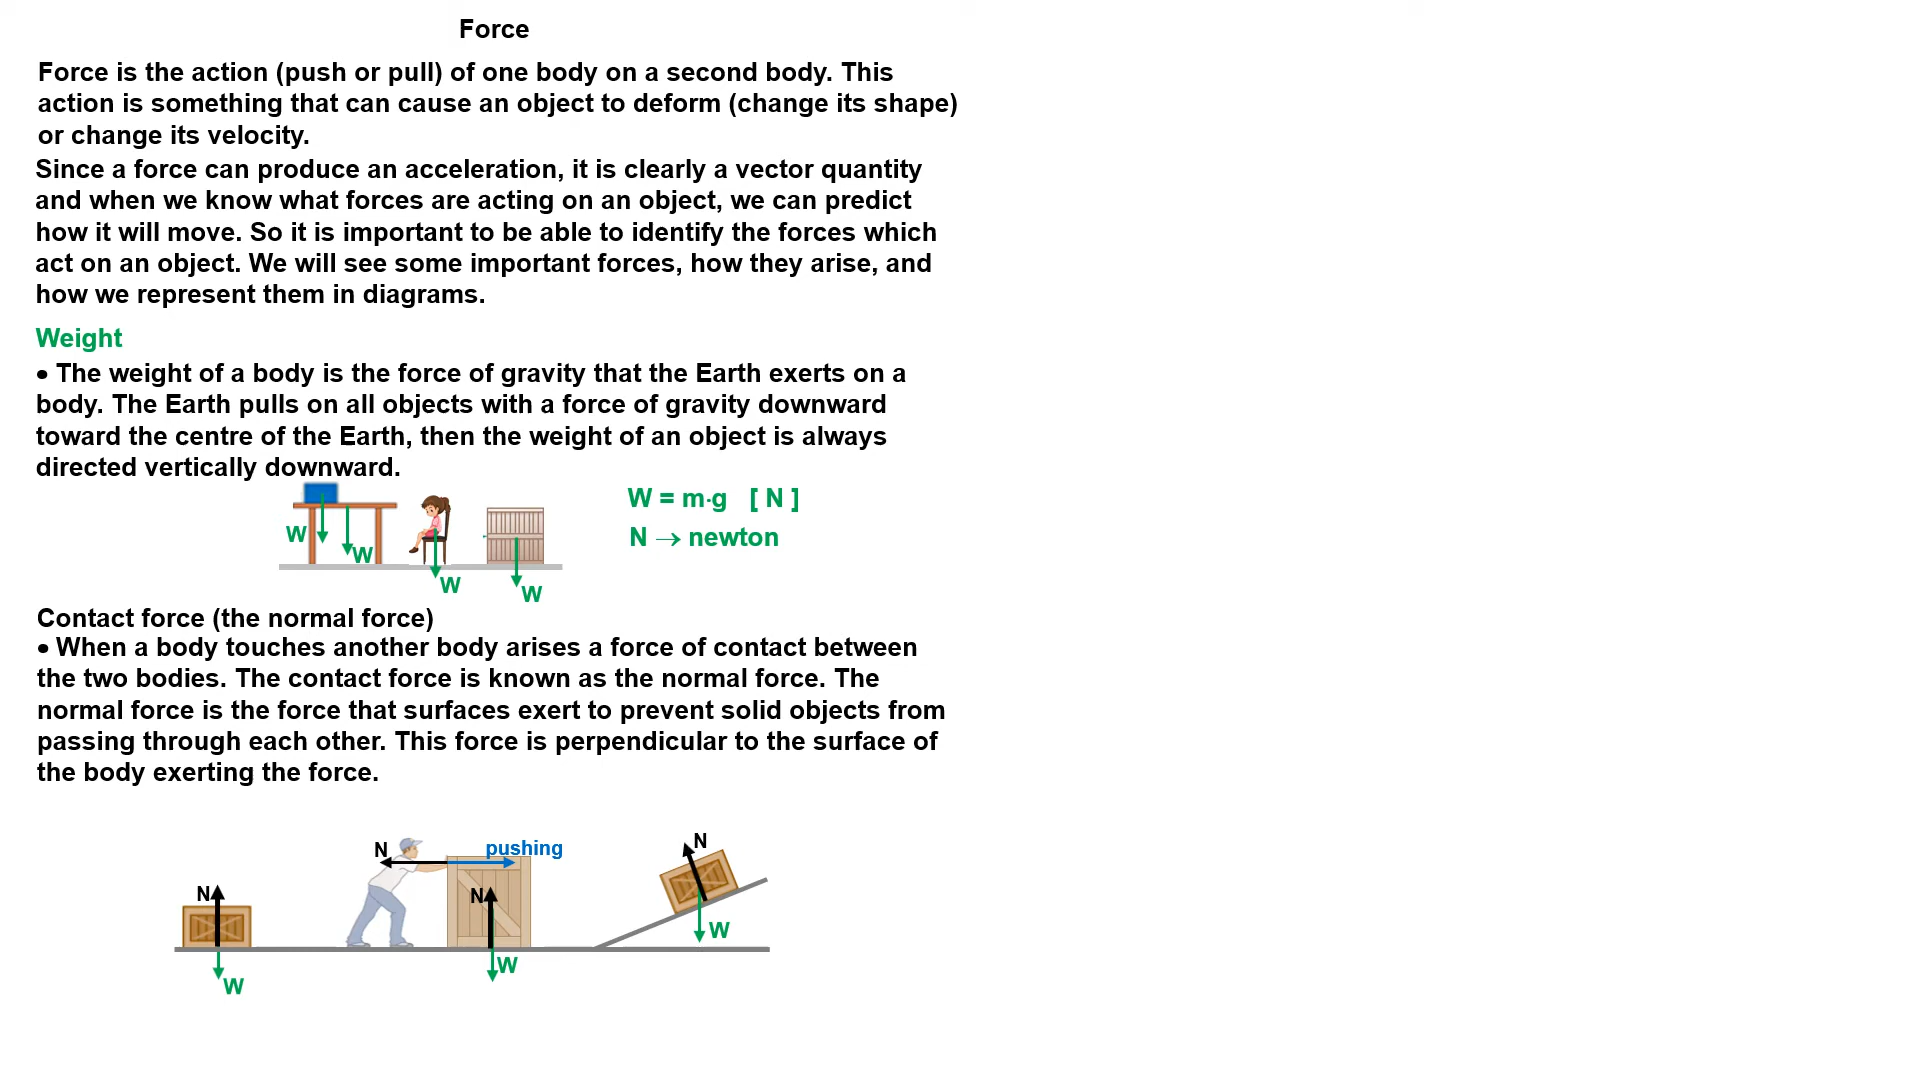 Force
Force is the action (push or pull) of one body on a second body. This
action is something that can cause an object to deform (change its shape)
or change its velocity.
Since a force can produce an acceleration, it is clearly a vector quantity
and when we know what forces are acting on an object, we can predict
how it will move. So it is important to be able to identify the forces which
act on an object. We will see some important forces, how they arise, and
how we represent them in diagrams.
Weight
• The weight of a body is the force of gravity that the Earth exerts on a
body. The Earth pulls on all objects with a force of gravity downward
toward the centre of the Earth, then the weight of an object is always
directed vertically downward.
W = m·g [ N ]
N → newton
W
W
W
W
Contact force (the normal force)
• When a body touches another body arises a force of contact between
the two bodies. The contact force is known as the normal force. The
normal force is the force that surfaces exert to prevent solid objects from
passing through each other. This force is perpendicular to the surface of
the body exerting the force.
N
W
N
pushing
N
W
N
W